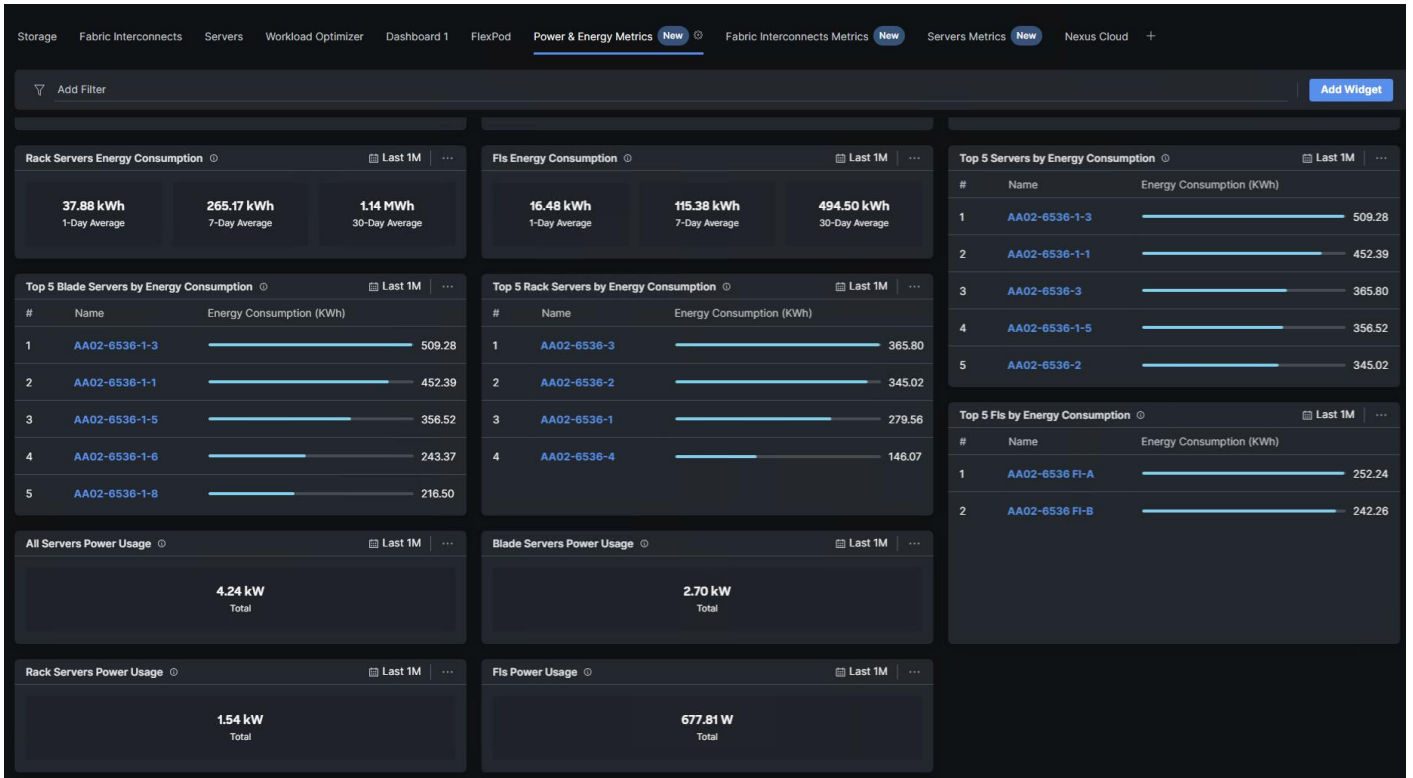 Storage Fabric Interconnects Servers Workload Optimizer Dashboard 1 FlexPod Power & Energy Metrics New Fabric Interconnects Metrics New Servers Metrics New Nexus Cloud +
Add Filter Add Widget
Rack Servers Energy Consumption Last 1M ...
37.88 kWh 265.17 kWh 1.14 MWh
1-Day Average 7-Day Average 30-Day Average
FIs Energy Consumption Last 1M ...
16.48 kWh 115.38 kWh 494.50 kWh
1-Day Average 7-Day Average 30-Day Average
Top 5 Servers by Energy Consumption Last 1M ...
# Name Energy Consumption (KWh)
1 AA02-6536-1-3 509.28
2 AA02-6536-1-1 452.39
3 AA02-6536-3 365.80
4 AA02-6536-1-5 356.52
5 AA02-6536-2 345.02
Top 5 Blade Servers by Energy Consumption Last 1M ...
# Name Energy Consumption (KWh)
1 AA02-6536-1-3 509.28
2 AA02-6536-1-1 452.39
3 AA02-6536-1-5 356.52
4 AA02-6536-1-6 243.37
5 AA02-6536-1-8 216.50
Top 5 Rack Servers by Energy Consumption Last 1M ...
# Name Energy Consumption (KWh)
1 AA02-6536-3 365.80
2 AA02-6536-2 345.02
3 AA02-6536-1 279.56
4 AA02-6536-4 146.07
Top 5 FIs by Energy Consumption Last 1M ...
# Name Energy Consumption (KWh)
1 AA02-6536 FI-A 252.24
2 AA02-6536 FI-B 242.26
All Servers Power Usage Last 1M ...
4.24 kW
Total
Blade Servers Power Usage Last 1M ...
2.70 kW
Total
Rack Servers Power Usage Last 1M ...
1.54 kW
Total
FIs Power Usage Last 1M ...
677.81 W
Total